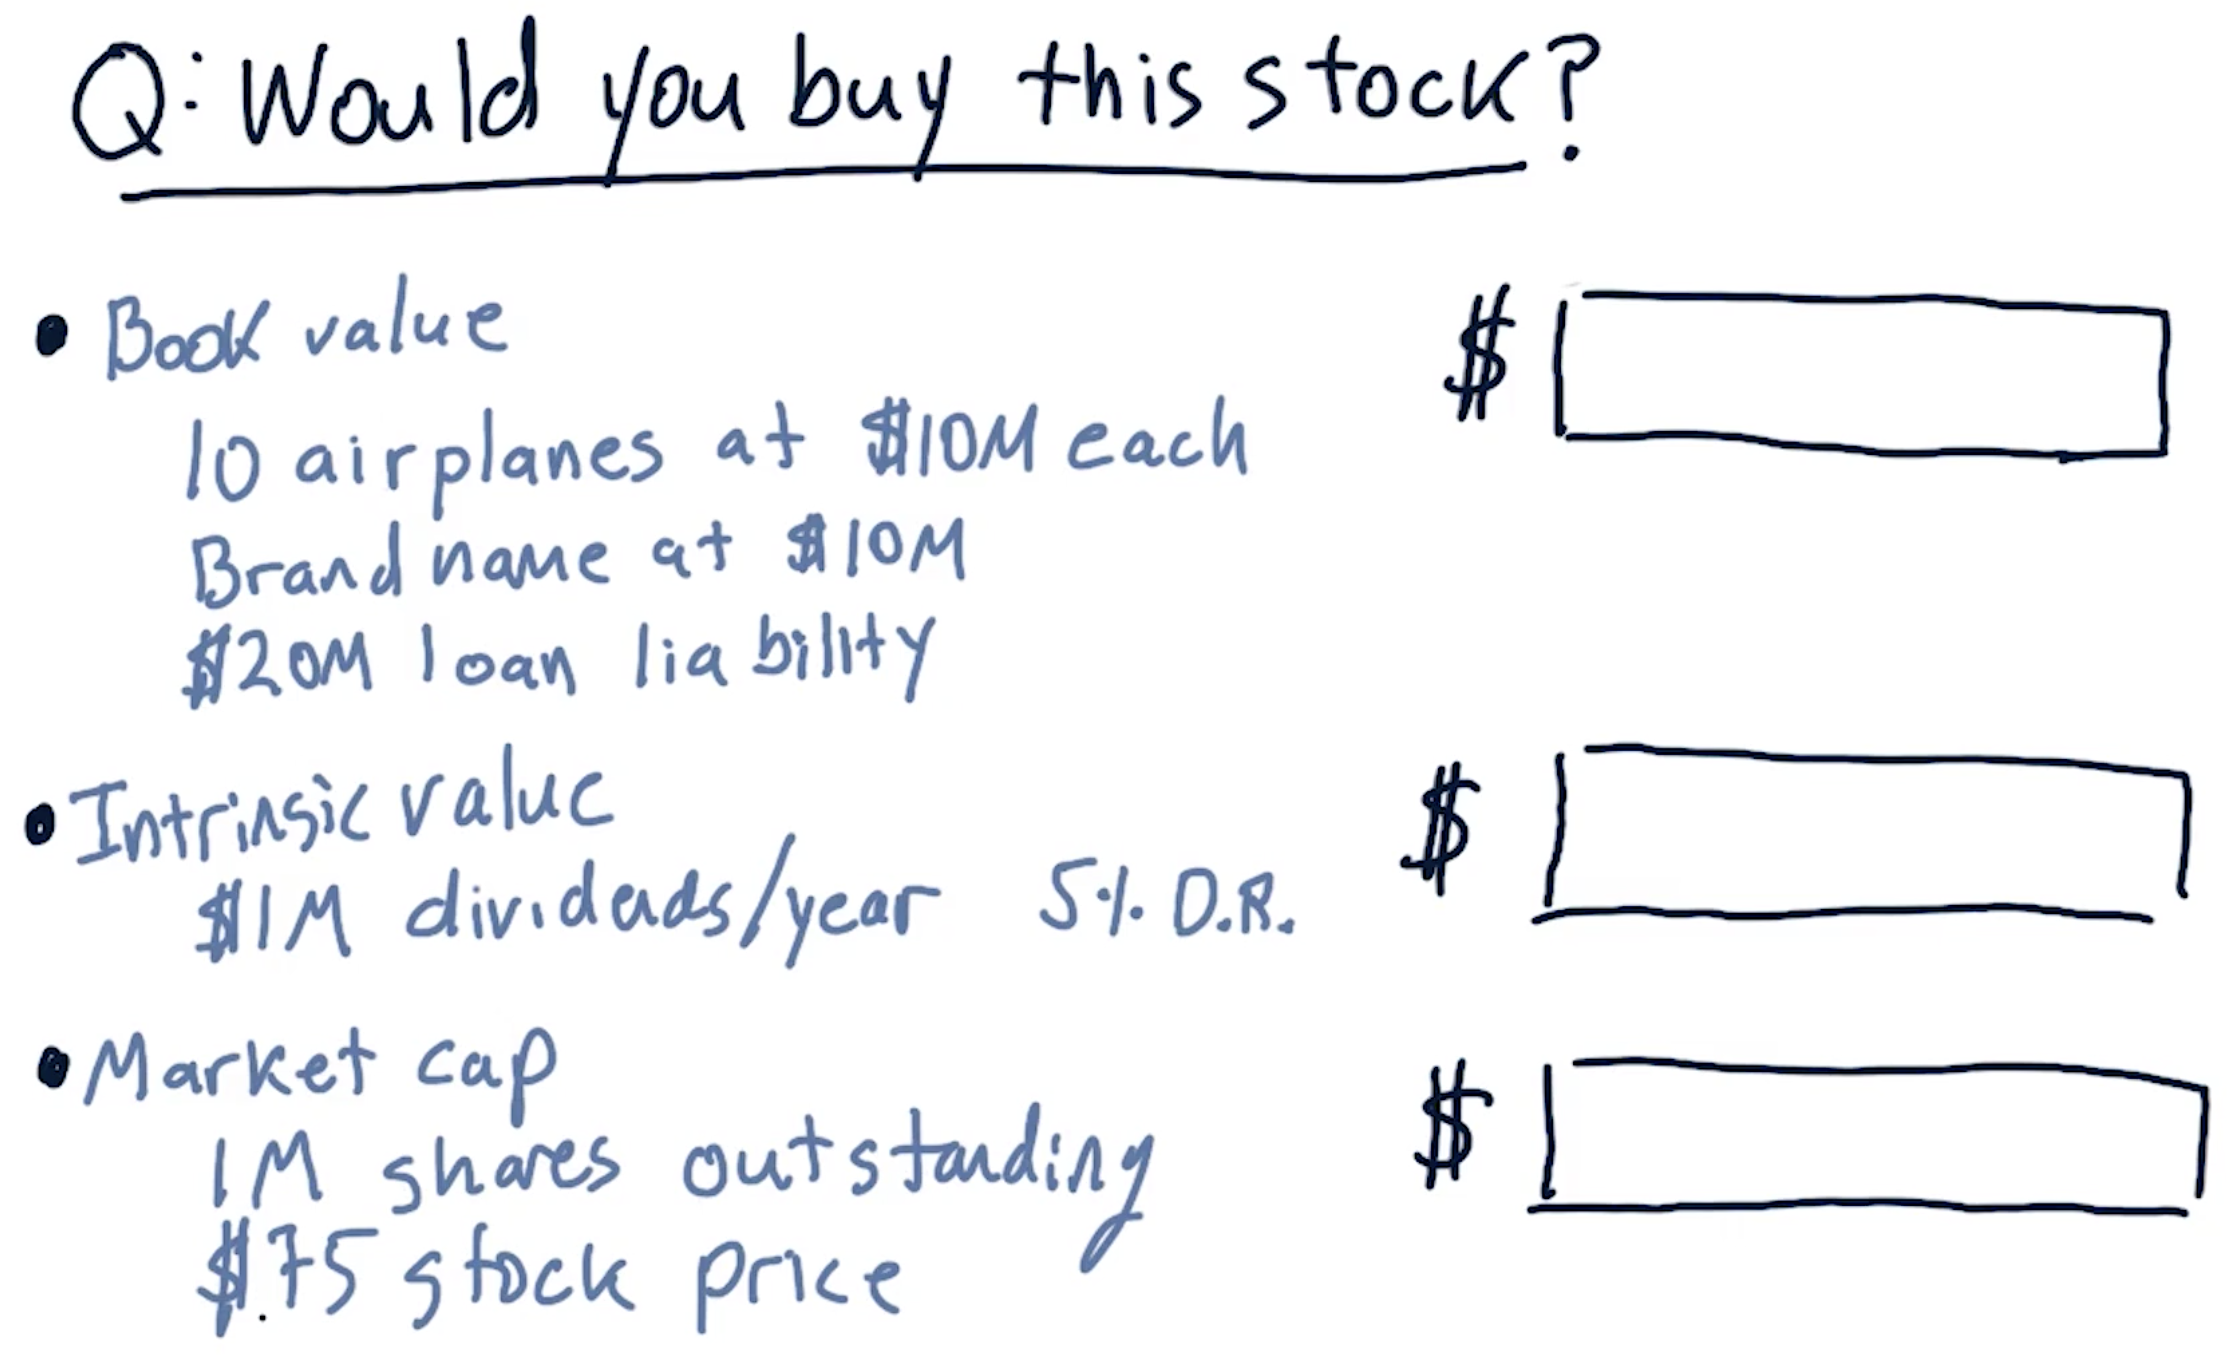 Q: Would you buy this stock?
• Book value $
10 airplanes at $10M each
Brand name at $10M
$20M loan liability
• Intrinsic value $
$1M dividends/year 5% D.R.
• Market cap $
1M shares outstanding
$75 stock price